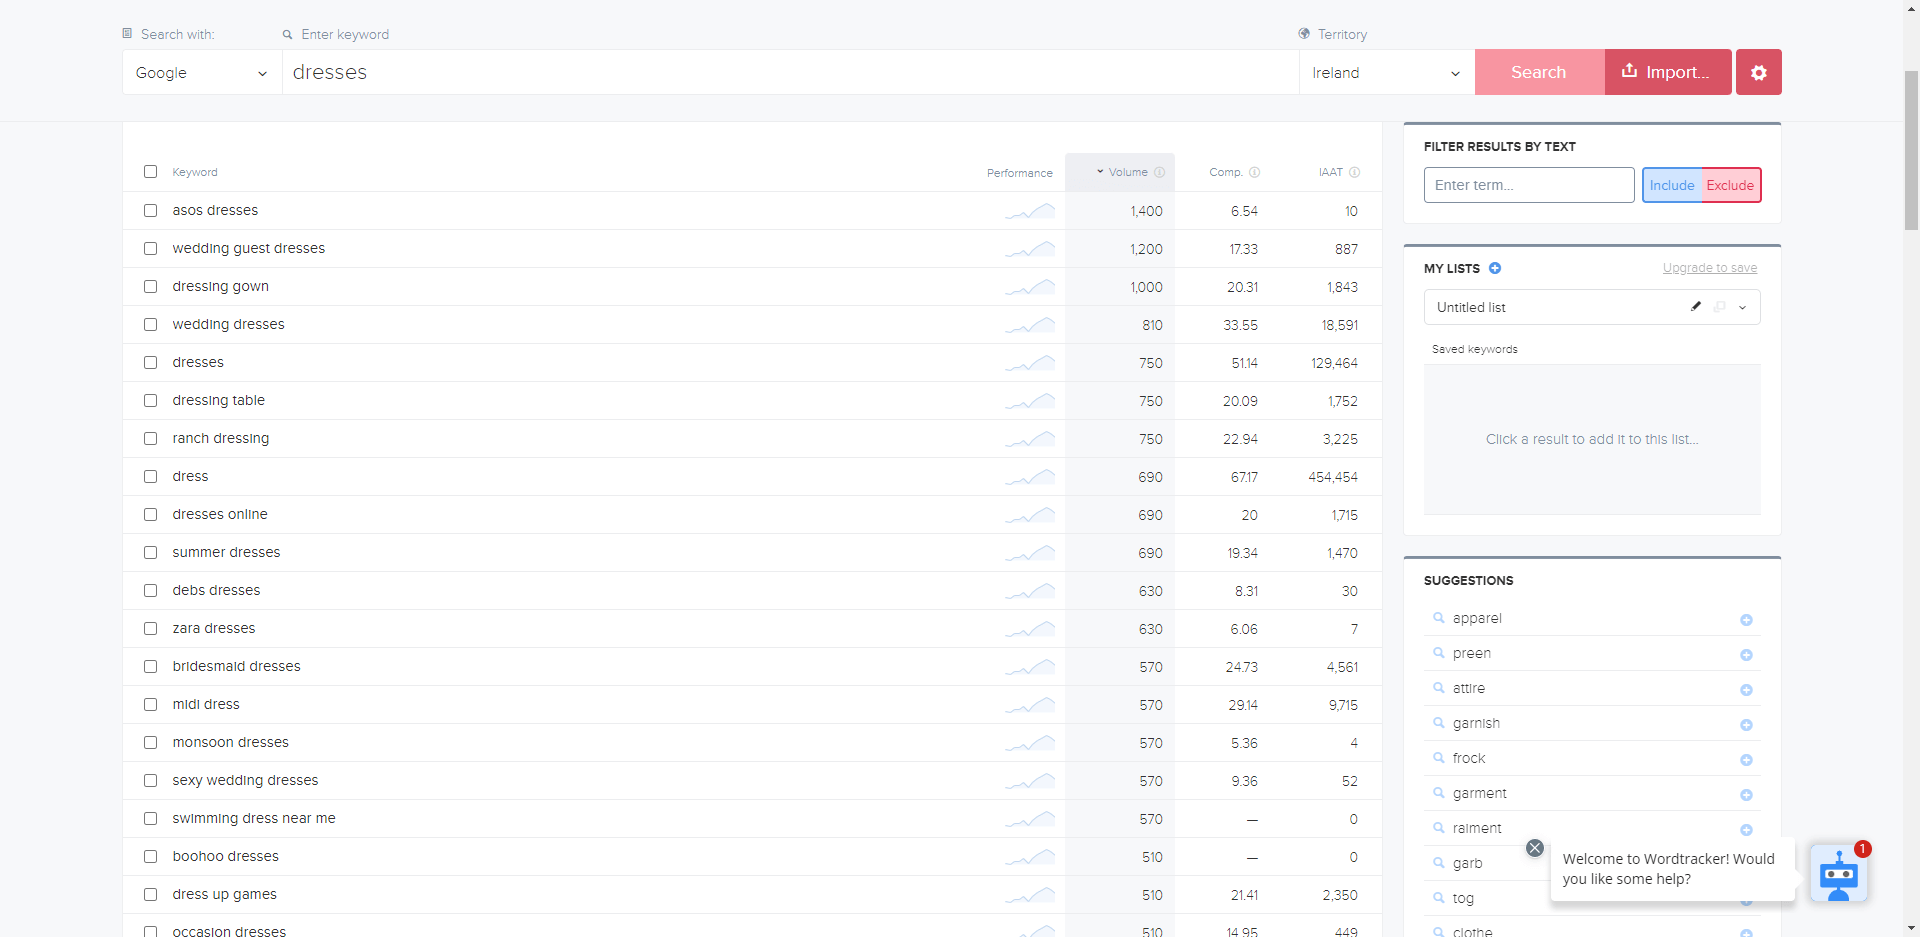 Search with:
Enter keyword
Territory
Google
dresses
Ireland
Search
Import...
Keyword
Performance
Volume
Comp.
IAAT
asos dresses 1,400 6.54 10
wedding guest dresses 1,200 17.33 887
dressing gown 1,000 20.31 1,843
wedding dresses 810 33.55 18,591
dresses 750 51.14 129,464
dressing table 750 20.09 1,752
ranch dressing 750 22.94 3,225
dress 690 67.17 454,454
dresses online 690 20 1,715
summer dresses 690 19.34 1,470
debs dresses 630 8.31 30
zara dresses 630 6.06 7
bridesmaid dresses 570 24.73 4,561
midi dress 570 29.14 9,715
monsoon dresses 570 5.36 4
sexy wedding dresses 570 9.36 52
swimming dress near me 570 — 0
boohoo dresses 510 — 0
dress up games 510 21.41 2,350
occasion dresses 510 14.95 449
FILTER RESULTS BY TEXT
Enter term...
Include
Exclude
MY LISTS
Upgrade to save
Untitled list
Saved keywords
Click a result to add it to this list...
SUGGESTIONS
apparel
preen
attire
garnish
frock
garment
raiment
garb
tog
clothe
Welcome to Wordtracker! Would
you like some help?
1